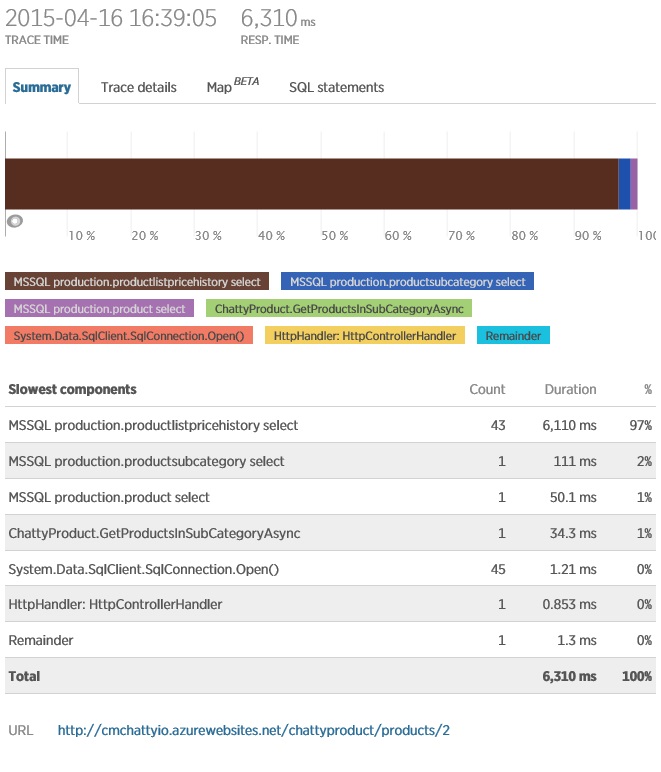 2015-04-16 16:39:05 6,310 ms
TRACE TIME RESP. TIME
Summary Trace details Map BETA SQL statements
10 % 20 % 30 % 40 % 50 % 60 % 70 % 80 % 90 % 100
MSSQL production.productlistpricehistory select MSSQL production.productsubcategory select
MSSQL production.product select ChattyProduct.GetProductsInSubCategoryAsync
System.Data.SqlClient.SqlConnection.Open() HttpHandler: HttpControllerHandler Remainder
Slowest components Count Duration %
MSSQL production.productlistpricehistory select 43 6,110 ms 97%
MSSQL production.productsubcategory select 1 111 ms 2%
MSSQL production.product select 1 50.1 ms 1%
ChattyProduct.GetProductsInSubCategoryAsync 1 34.3 ms 1%
System.Data.SqlClient.SqlConnection.Open() 45 1.21 ms 0%
HttpHandler: HttpControllerHandler 1 0.853 ms 0%
Remainder 1 1.3 ms 0%
Total 6,310 ms 100%
URL http://cmchattyio.azurewebsites.net/chattyproduct/products/2